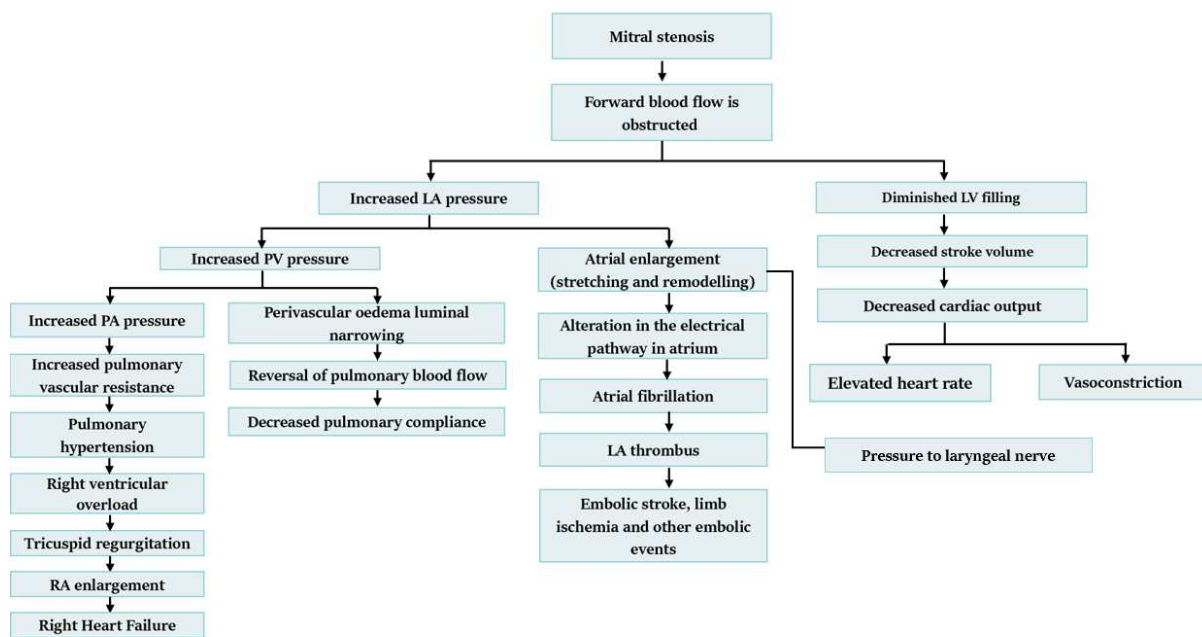 Mitral stenosis
Forward blood flow is
obstructed
Increased LA pressure
Diminished LV filling
Increased PV pressure
Atrial enlargement
(stretching and remodelling)
Decreased stroke volume
Increased PA pressure
Perivascular oedema luminal
narrowing
Alteration in the electrical
pathway in atrium
Decreased cardiac output
Increased pulmonary
vascular resistance
Reversal of pulmonary blood flow
Atrial fibrillation
Elevated heart rate
Vasoconstriction
Pulmonary
hypertension
Decreased pulmonary compliance
LA thrombus
Pressure to laryngeal nerve
Right ventricular
overload
Embolic stroke, limb
ischemia and other embolic
events
Tricuspid regurgitation
RA enlargement
Right Heart Failure